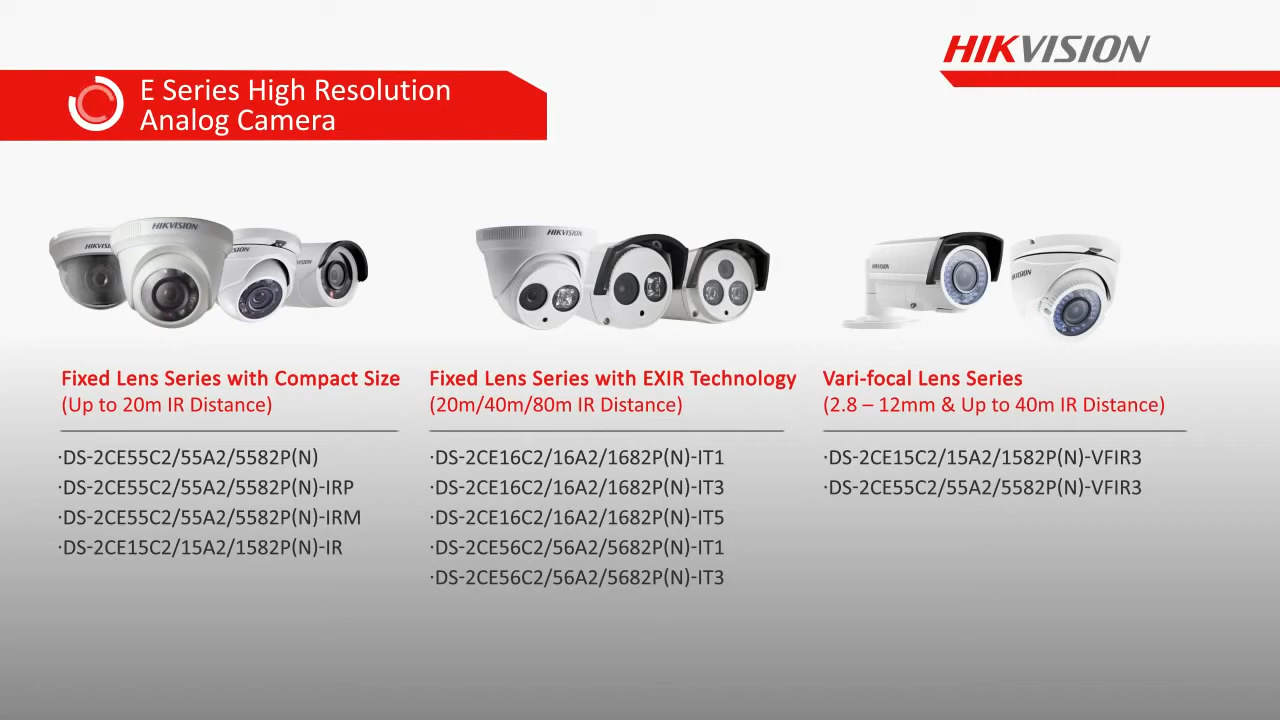 HIKVISION
E Series High Resolution
Analog Camera
HIKVISION
HIKVISION
HIKVISION
HIKVISION
Fixed Lens Series with Compact Size
(Up to 20m IR Distance)
·DS-2CE55C2/55A2/5582P(N)
·DS-2CE55C2/55A2/5582P(N)-IRP
·DS-2CE55C2/55A2/5582P(N)-IRM
·DS-2CE15C2/15A2/1582P(N)-IR
Fixed Lens Series with EXIR Technology
(20m/40m/80m IR Distance)
·DS-2CE16C2/16A2/1682P(N)-IT1
·DS-2CE16C2/16A2/1682P(N)-IT3
·DS-2CE16C2/16A2/1682P(N)-IT5
·DS-2CE56C2/56A2/5682P(N)-IT1
·DS-2CE56C2/56A2/5682P(N)-IT3
Vari-focal Lens Series
(2.8 – 12mm & Up to 40m IR Distance)
·DS-2CE15C2/15A2/1582P(N)-VFIR3
·DS-2CE55C2/55A2/5582P(N)-VFIR3